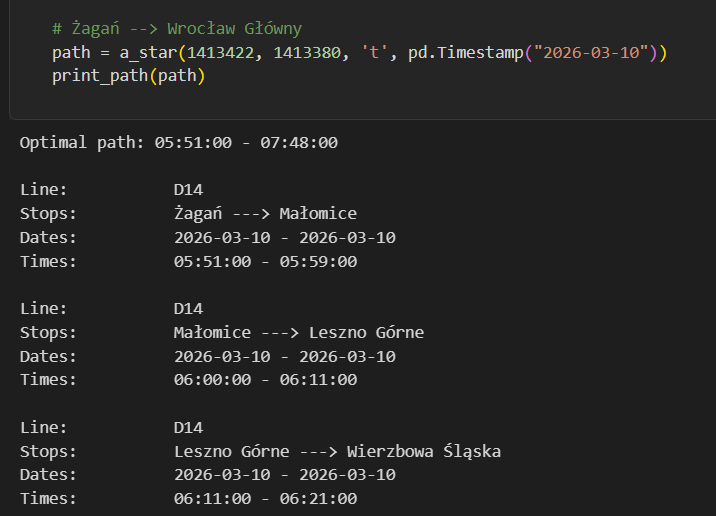 # Żagań --> Wrocław Główny
path = a_star(1413422, 1413380, 't', pd.Timestamp("2026-03-10"))
print_path(path)
Optimal path: 05:51:00 - 07:48:00
Line: D14
Stops: Żagań ---> Małomice
Dates: 2026-03-10 - 2026-03-10
Times: 05:51:00 - 05:59:00
Line: D14
Stops: Małomice ---> Leszno Górne
Dates: 2026-03-10 - 2026-03-10
Times: 06:00:00 - 06:11:00
Line: D14
Stops: Leszno Górne ---> Wierzbowa Śląska
Dates: 2026-03-10 - 2026-03-10
Times: 06:11:00 - 06:21:00